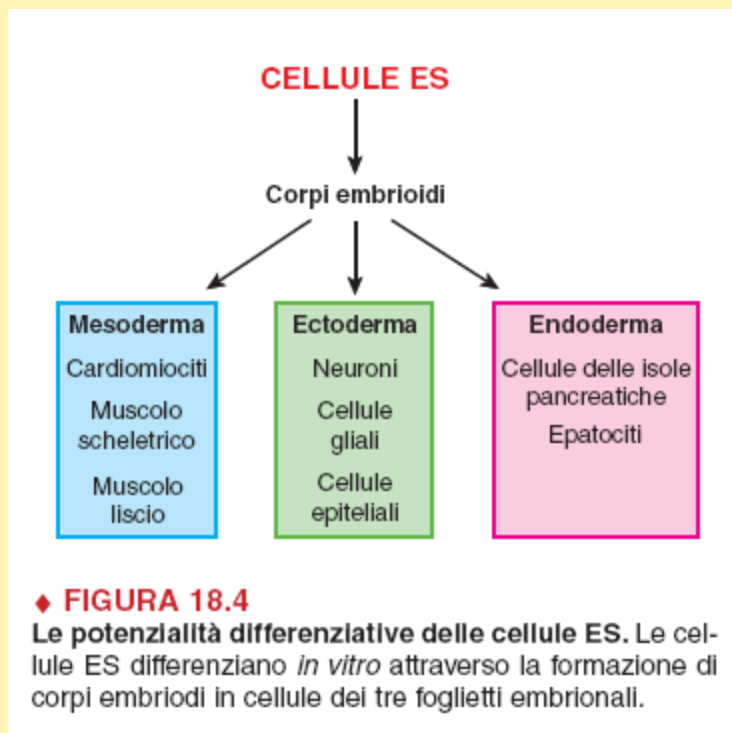 CELLULE ES
Corpi embrioidi
Mesoderma
Cardiomiociti
Muscolo
scheletrico
Muscolo
liscio
Ectoderma
Neuroni
Cellule
gliali
Cellule
epiteliali
Endoderma
Cellule delle isole
pancreatiche
Epatociti
♦ FIGURA 18.4
Le potenzialità differenziative delle cellule ES. Le cel-
lule ES differenziano in vitro attraverso la formazione di
corpi embriodi in cellule dei tre foglietti embrionali.